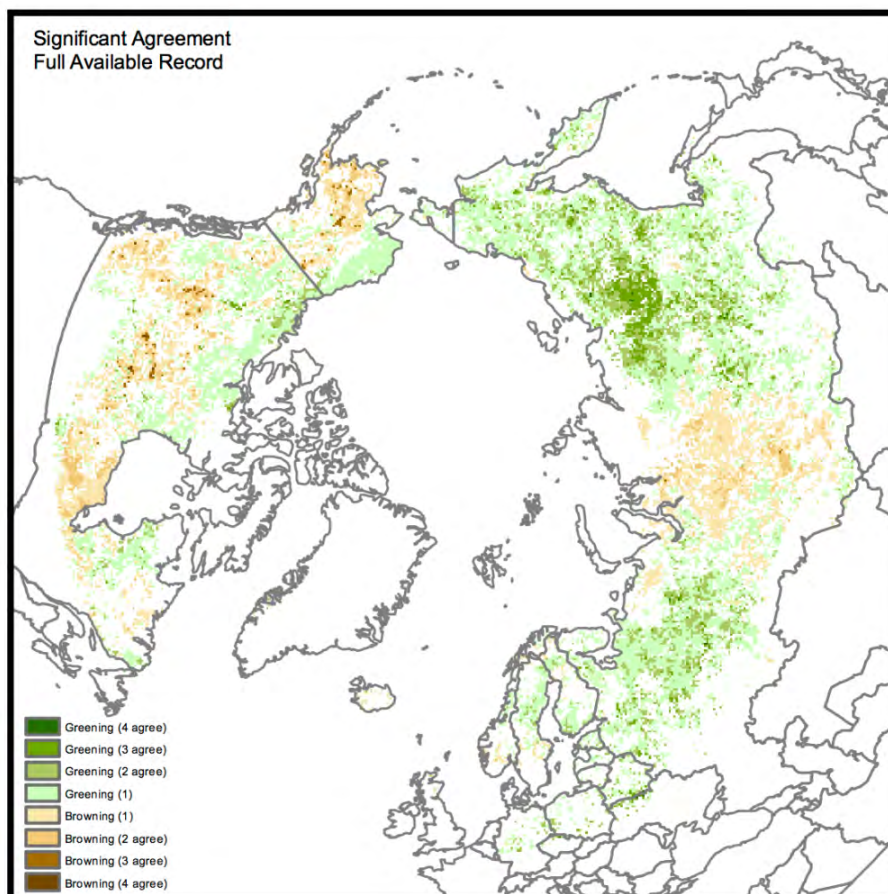 Significant Agreement
Full Available Record
Greening (4 agree)
Greening (3 agree)
Greening (2 agree)
Greening (1)
Browning (1)
Browning (2 agree)
Browning (3 agree)
Browning (4 agree)